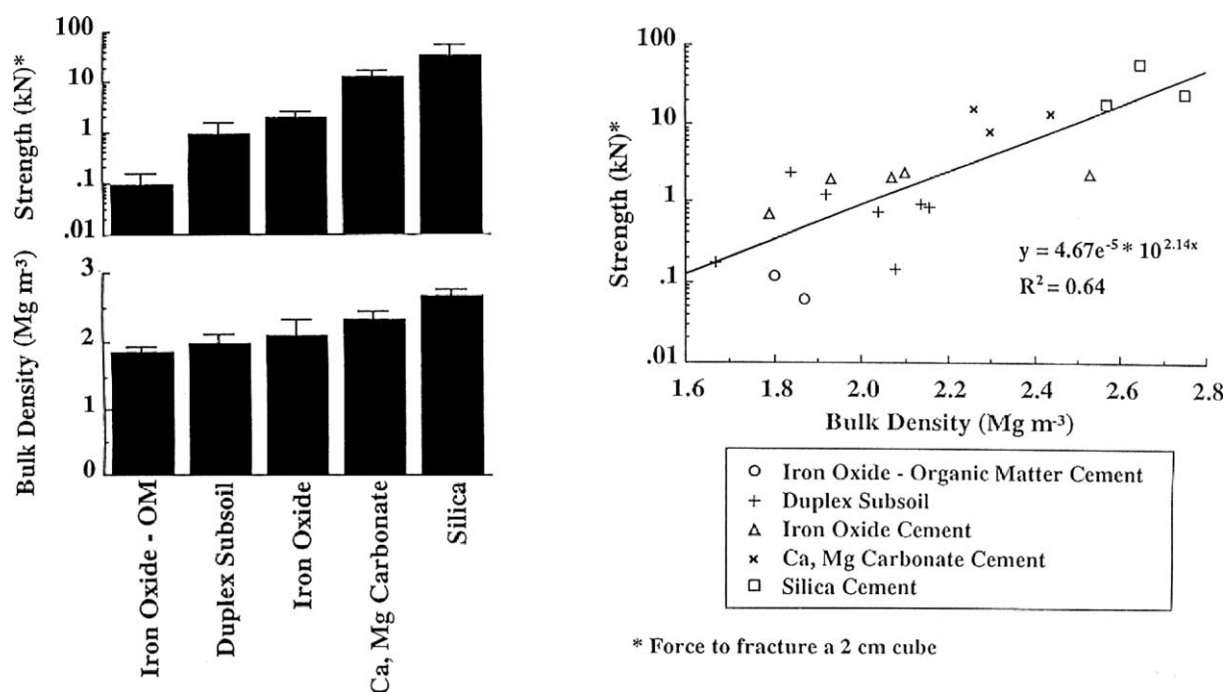 Strength (kN)*
100
10
1
.1
.01
Bulk Density (Mg m-3)
3
2
1
0
Iron Oxide - OM
Duplex Subsoil
Iron Oxide
Ca, Mg Carbonate
Silica
Strength (kN)*
100
10
1
.1
.01
y = 4.67e-5 * 10^2.14x
R² = 0.64
1.6 1.8 2.0 2.2 2.4 2.6 2.8
Bulk Density (Mg m-3)
Iron Oxide - Organic Matter Cement
Duplex Subsoil
Iron Oxide Cement
Ca, Mg Carbonate Cement
Silica Cement
* Force to fracture a 2 cm cube